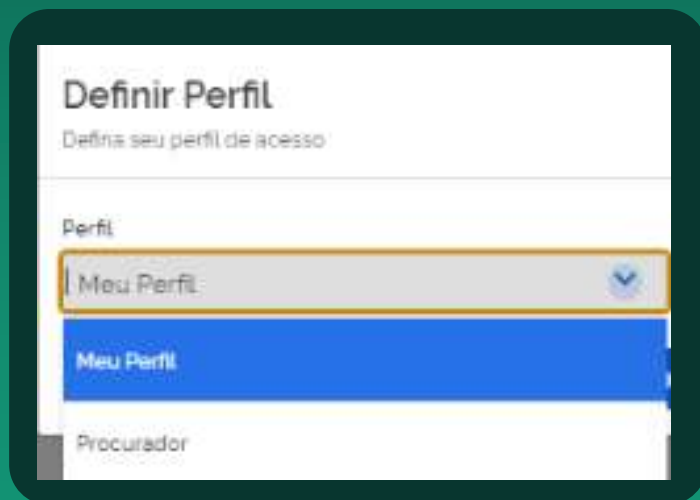 Definir Perfil
Defina seu perfil de acesso
Perfil
Meu Perfil
Meu Perfil
Procurador